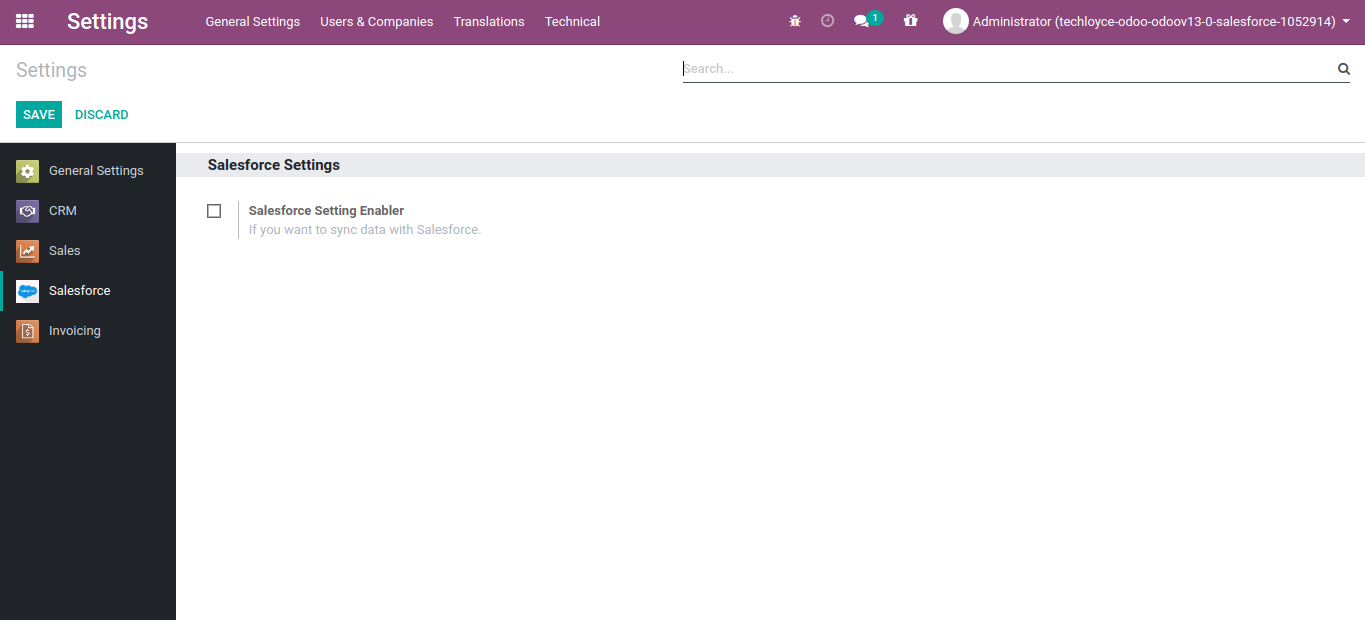 Settings General Settings Users & Companies Translations Technical 1 Administrator (techloyce-odoo-odoov13-0-salesforce-1052914)
Settings Search...
SAVE DISCARD
General Settings
CRM
Sales
Salesforce
Invoicing
Salesforce Settings
Salesforce Setting Enabler
If you want to sync data with Salesforce.